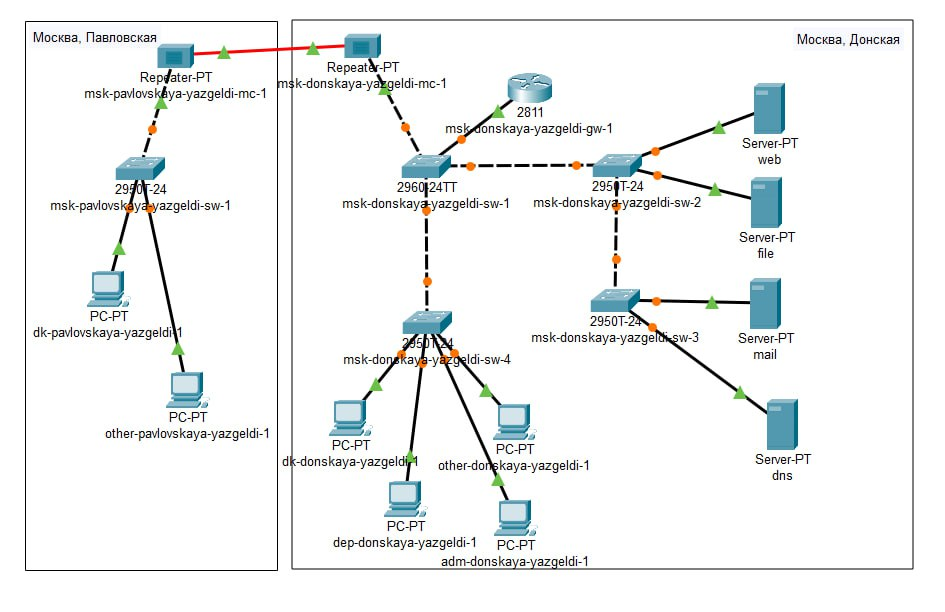 Москва, Павловская
Repeater-PT
msk-pavlovskaya-yazgeldi-mc-1
2950T-24
msk-pavlovskaya-yazgeldi-sw-1
PC-PT
dk-pavlovskaya-yazgeldi-1
PC-PT
other-pavlovskaya-yazgeldi-1
Москва, Донская
Repeater-PT
msk-donskaya-yazgeldi-mc-1
2811
msk-donskaya-yazgeldi-gw-1
2960-24TT
msk-donskaya-yazgeldi-sw-1
2950T-24
msk-donskaya-yazgeldi-sw-2
Server-PT
web
Server-PT
file
2950T-24
msk-donskaya-yazgeldi-sw-3
Server-PT
mail
Server-PT
dns
2950T-24
msk-donskaya-yazgeldi-sw-4
PC-PT
dk-donskaya-yazgeldi-1
PC-PT
other-donskaya-yazgeldi-1
PC-PT
dep-donskaya-yazgeldi-1
PC-PT
adm-donskaya-yazgeldi-1